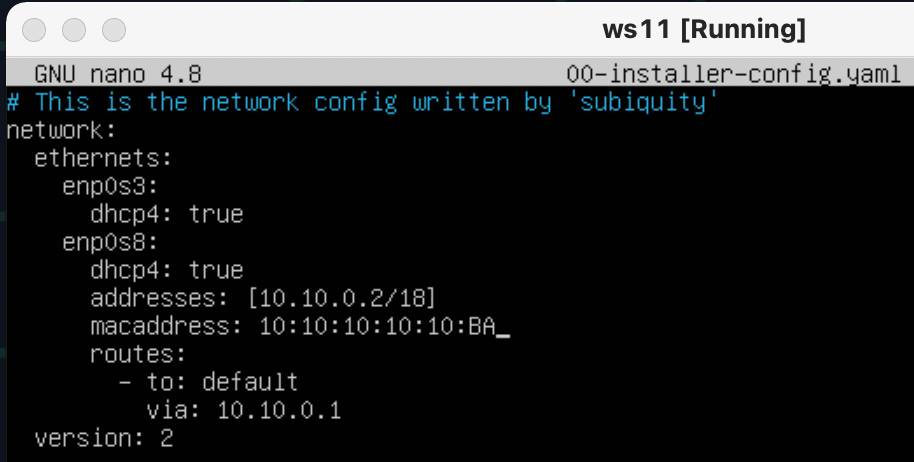 ws11 [Running]
GNU nano 4.8 00-installer-config.yaml
# This is the network config written by 'subiquity'
network:
  ethernets:
    enp0s3:
      dhcp4: true
    enp0s8:
      dhcp4: true
      addresses: [10.10.0.2/18]
      macaddress: 10:10:10:10:10:BA_
      routes:
        - to: default
          via: 10.10.0.1
  version: 2